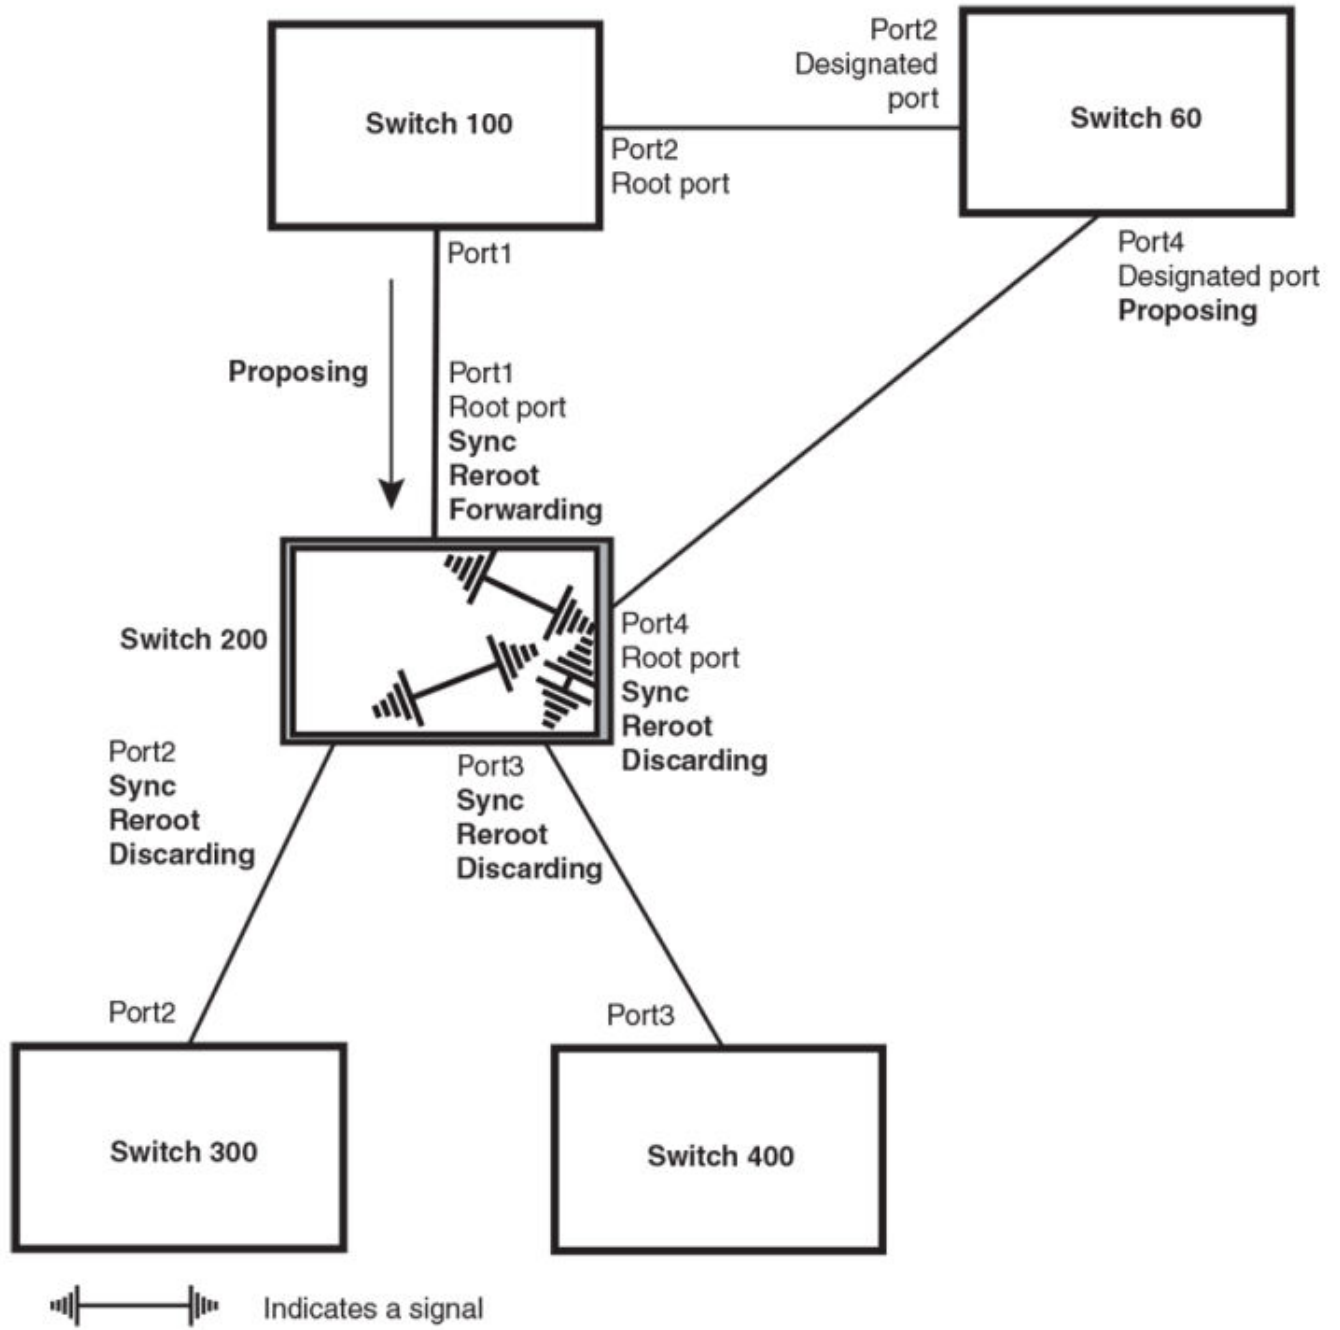 Port2
Designated
port
Switch 100
Switch 60
Port2
Root port
Port1
Port4
Designated port
Proposing
Proposing
Port1
Root port
Sync
Reroot
Forwarding
Switch 200
Port4
Root port
Sync
Reroot
Discarding
Port2
Sync
Reroot
Discarding
Port3
Sync
Reroot
Discarding
Port2
Port3
Switch 300
Switch 400
Indicates a signal